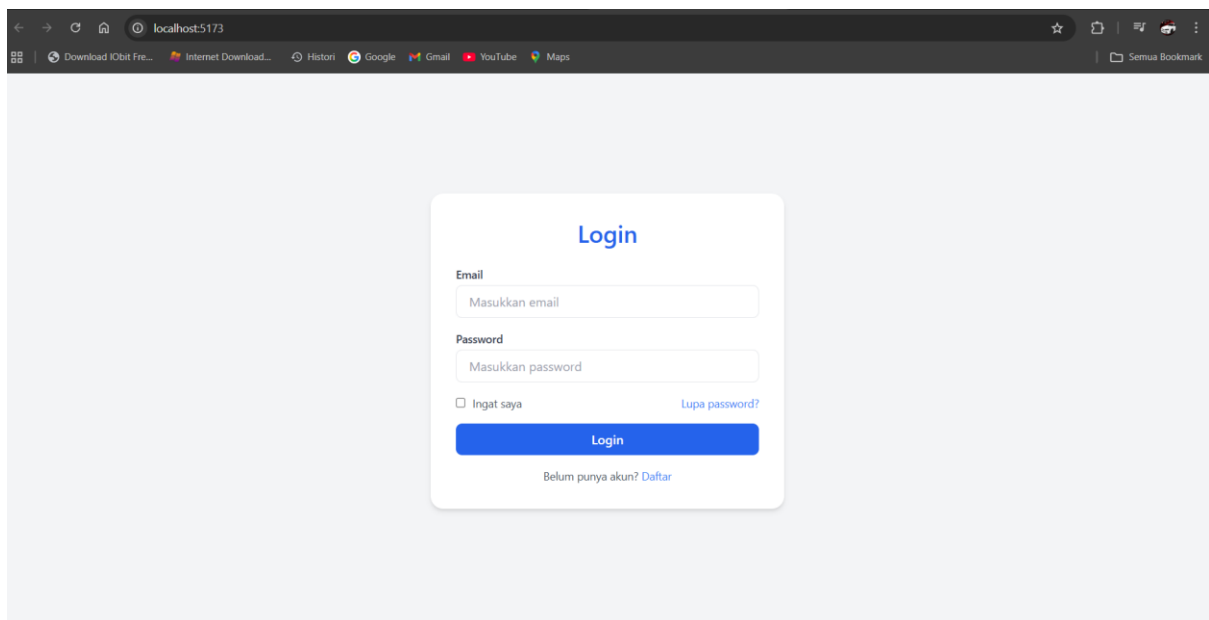 localhost:5173
Download IObit Fre... Internet Download... Histori Google Gmail YouTube Maps Semua Bookmark
Login
Email
Masukkan email
Password
Masukkan password
Ingat saya Lupa password?
Login
Belum punya akun? Daftar